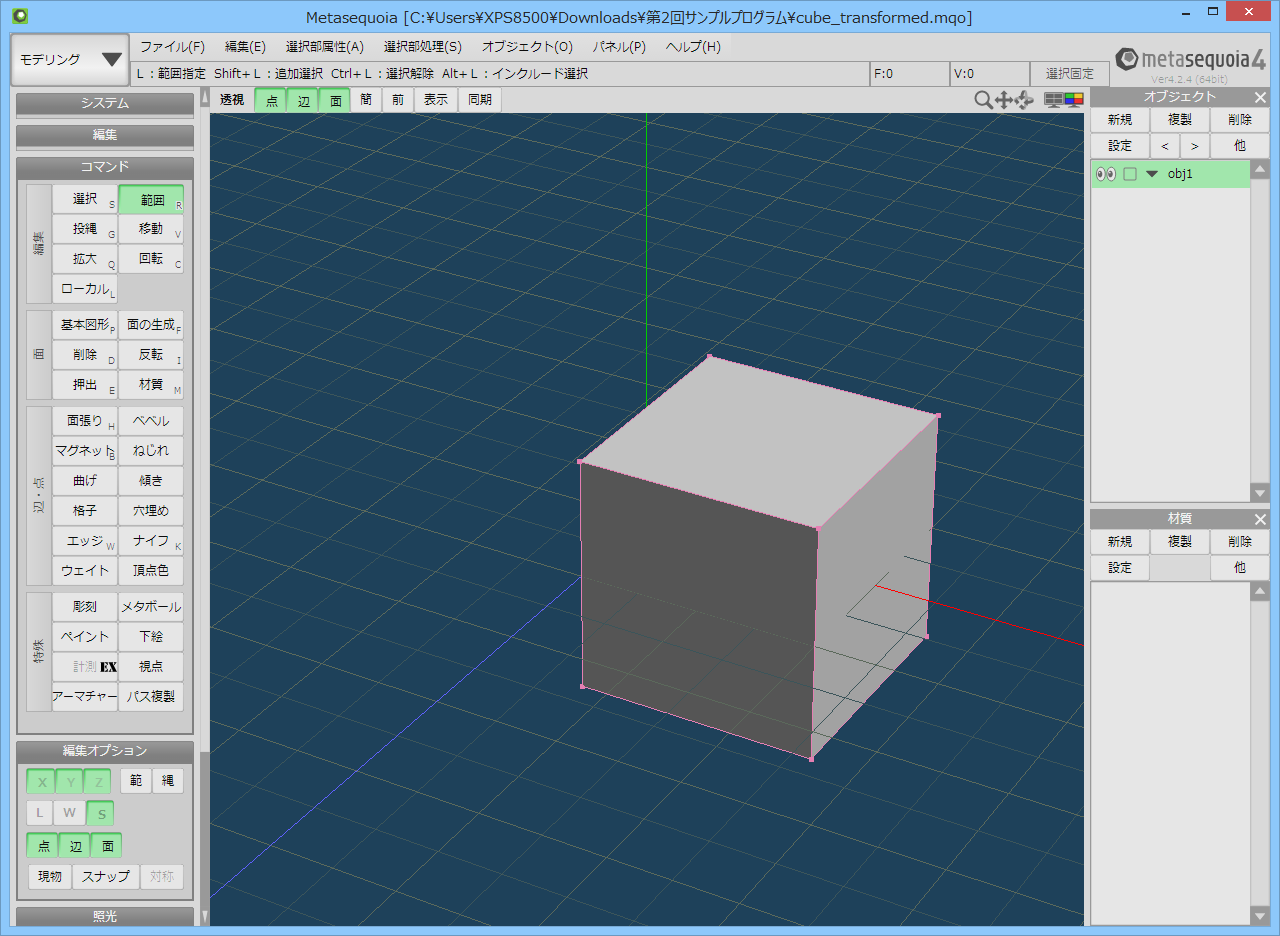 Metasequoia [C:¥Users¥XPS8500¥Downloads¥第2回サンプルプログラム¥cube_transformed.mqo]
モデリング
ファイル(F) 編集(E) 選択部属性(A) 選択部処理(S) オブジェクト(O) パネル(P) ヘルプ(H)
L：範囲指定 Shift+L：追加選択 Ctrl+L：選択解除 Alt+L：インクルード選択
F:0 V:0 選択固定
metasequoia4
Ver4.2.4 (64bit)
システム
編集
コマンド
編集
選択 S 範囲 R
投縄 G 移動 V
拡大 Q 回転 C
ローカル L
面
基本図形 P 面の生成 F
削除 D 反転 I
押出 E 材質 M
辺・点
面張り H ベベル
マグネット B ねじれ
曲げ 傾き
格子 穴埋め
エッジ W ナイフ K
ウェイト 頂点色
特殊
彫刻 メタボール
ペイント 下絵
計測 EX 視点
アーマチャー パス複製
編集オプション
X Y Z 範 縄
L W S
点 辺 面
現物 スナップ 対称
照光
透視 点 辺 面 簡 前 表示 同期
オブジェクト
新規 複製 削除
設定 < > 他
obj1
材質
新規 複製 削除
設定 他